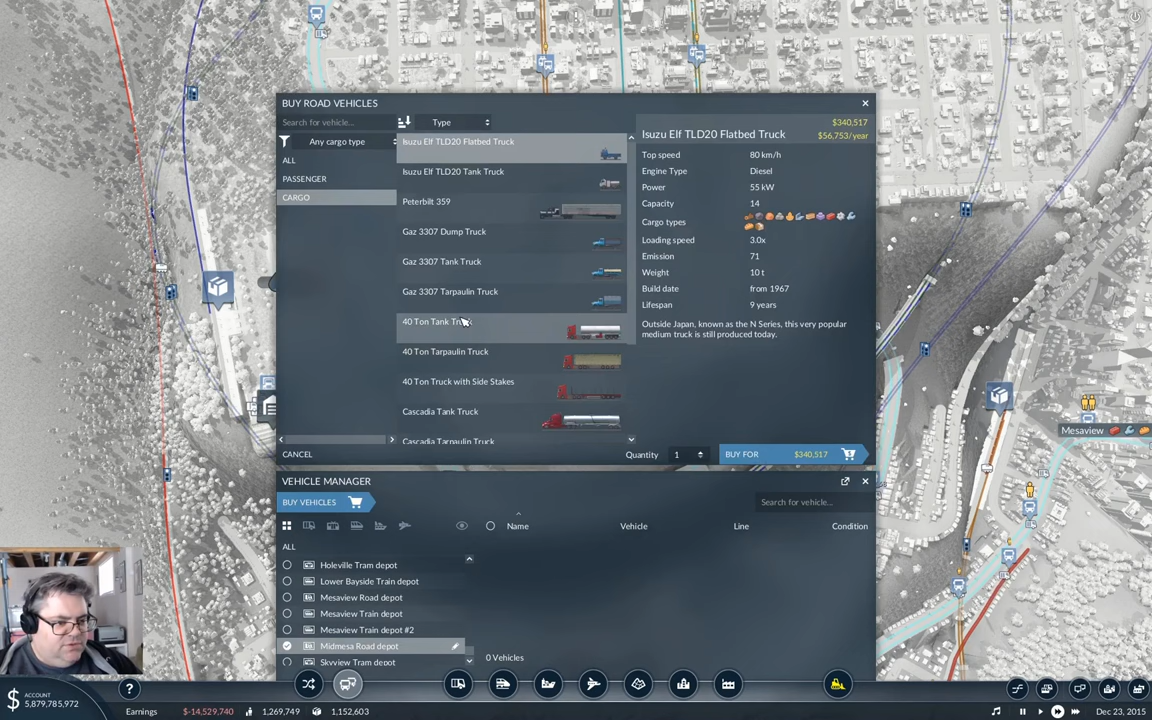 BUY ROAD VEHICLES
Search for vehicle...
Type
Any cargo type
ALL
PASSENGER
CARGO
Isuzu Elf TLD20 Flatbed Truck
Isuzu Elf TLD20 Tank Truck
Peterbilt 359
Gaz 3307 Dump Truck
Gaz 3307 Tank Truck
Gaz 3307 Tarpaulin Truck
40 Ton Tank Truck
40 Ton Tarpaulin Truck
40 Ton Truck with Side Stakes
Cascadia Tank Truck
Cascadia Tarpaulin Truck
$340,517
Isuzu Elf TLD20 Flatbed Truck
$56,753/year
Top speed 80 km/h
Engine Type Diesel
Power 55 kW
Capacity 14
Cargo types
Loading speed 3.0x
Emission 71
Weight 10 t
Build date from 1967
Lifespan 9 years
Outside Japan, known as the N Series, this very popular
medium truck is still produced today.
CANCEL
Quantity 1
BUY FOR $340,517
Mesaview
VEHICLE MANAGER
BUY VEHICLES
Search for vehicle...
Name Vehicle Line Condition
ALL
Holeville Tram depot
Lower Bayside Train depot
Mesaview Road depot
Mesaview Train depot
Mesaview Train depot #2
Midmesa Road depot
Skyview Tram depot
0 Vehicles
$ ACCOUNT
5,879,785,972
?
Earnings $-14,529,740 1,269,749 1,152,603
Dec 23, 2015